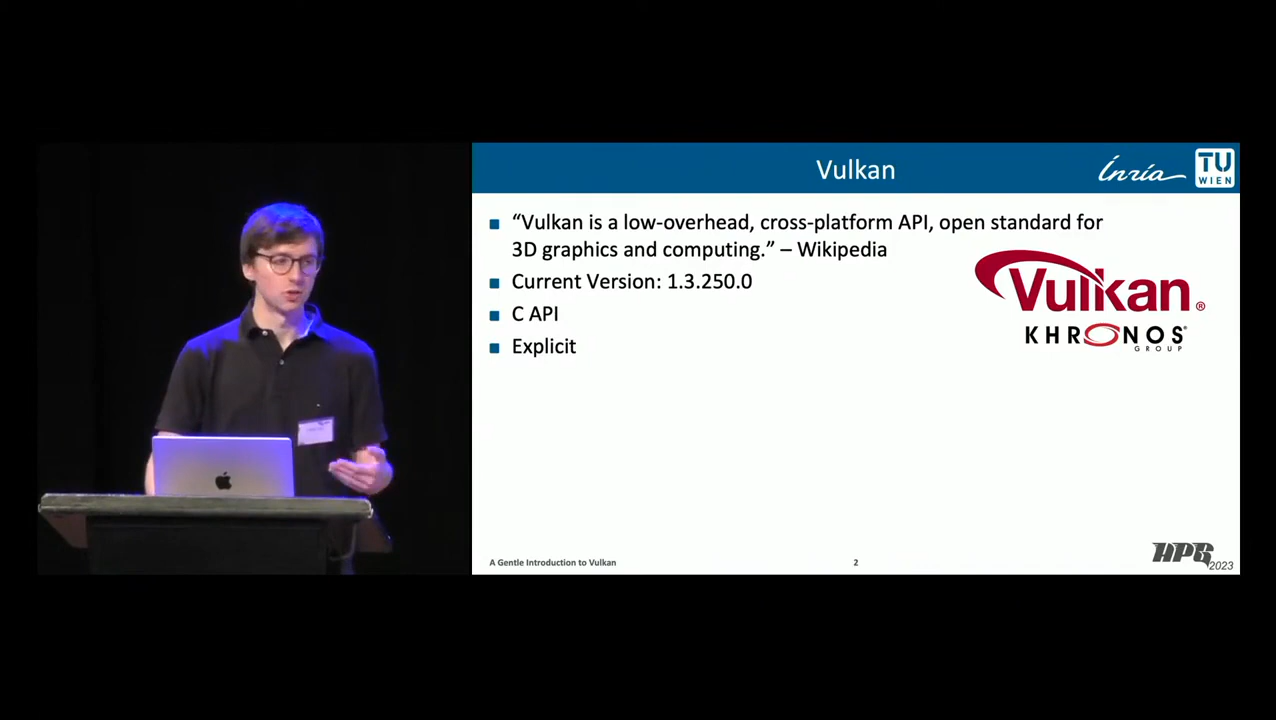 Vulkan
Inria
TU
WIEN
“Vulkan is a low-overhead, cross-platform API, open standard for
3D graphics and computing.” – Wikipedia
Current Version: 1.3.250.0
C API
Explicit
Vulkan®
KHRONOS®
GROUP
A Gentle Introduction to Vulkan
2
HPG
2023